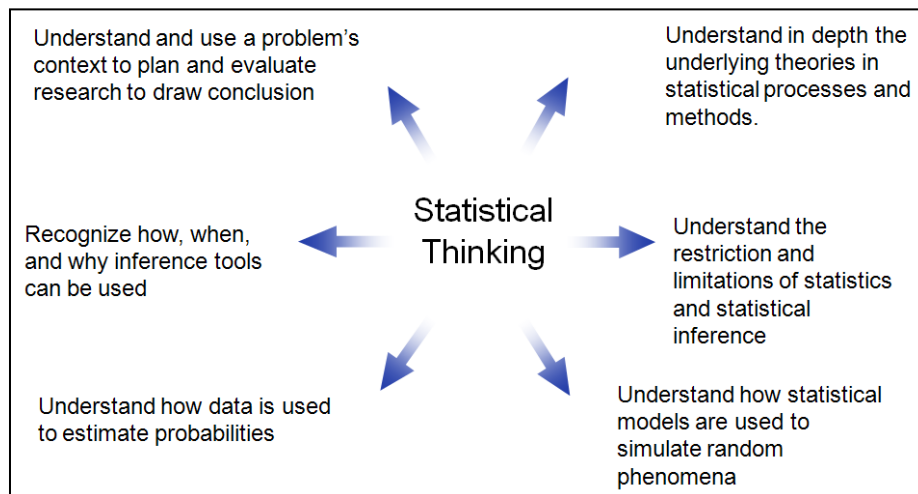 Understand and use a problem's
context to plan and evaluate
research to draw conclusion
Understand in depth the
underlying theories in
statistical processes and
methods.
Statistical
Thinking
Recognize how, when,
and why inference tools
can be used
Understand the
restriction and
limitations of statistics
and statistical
inference
Understand how data is used
to estimate probabilities
Understand how statistical
models are used to
simulate random
phenomena